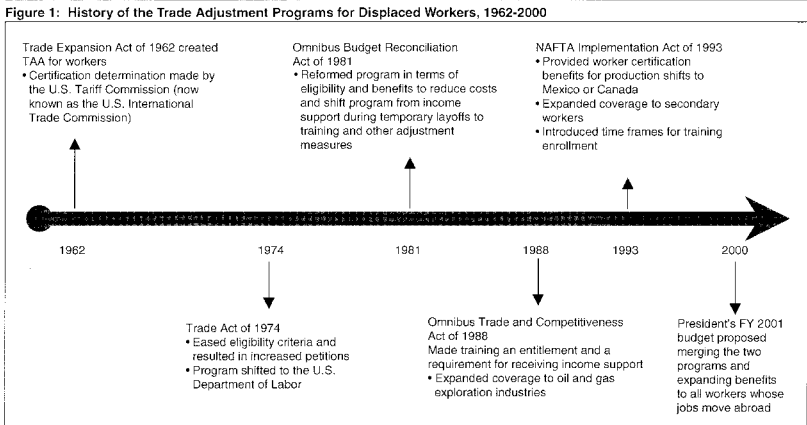 Figure 1: History of the Trade Adjustment Programs for Displaced Workers, 1962-2000
Trade Expansion Act of 1962 created
TAA for workers
• Certification determination made by
the U.S. Tariff Commission (now
known as the U.S. International
Trade Commission)
Omnibus Budget Reconciliation
Act of 1981
• Reformed program in terms of
eligibility and benefits to reduce costs
and shift program from income
support during temporary layoffs to
training and other adjustment
measures
NAFTA Implementation Act of 1993
• Provided worker certification
benefits for production shifts to
Mexico or Canada
• Expanded coverage to secondary
workers
• Introduced time frames for training
enrollment
1962
1974
1981
1988
1993
2000
Trade Act of 1974
• Eased eligibility criteria and
resulted in increased petitions
• Program shifted to the U.S.
Department of Labor
Omnibus Trade and Competitiveness
Act of 1988
Made training an entitlement and a
requirement for receiving income support
• Expanded coverage to oil and gas
exploration industries
President's FY 2001
budget proposed
merging the two
programs and
expanding benefits
to all workers whose
jobs move abroad